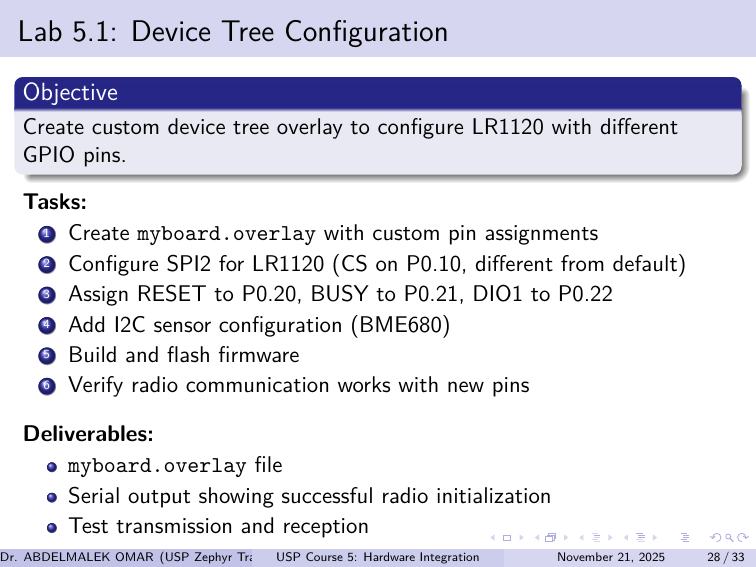 Lab 5.1: Device Tree Configuration
Objective
Create custom device tree overlay to configure LR1120 with different
GPIO pins.
Tasks:
1 Create myboard.overlay with custom pin assignments
2 Configure SPI2 for LR1120 (CS on P0.10, different from default)
3 Assign RESET to P0.20, BUSY to P0.21, DIO1 to P0.22
4 Add I2C sensor configuration (BME680)
5 Build and flash firmware
6 Verify radio communication works with new pins
Deliverables:
myboard.overlay file
Serial output showing successful radio initialization
Test transmission and reception
Dr. ABDELMALEK OMAR (USP Zephyr Tra USP Course 5: Hardware Integration November 21, 2025 28 / 33